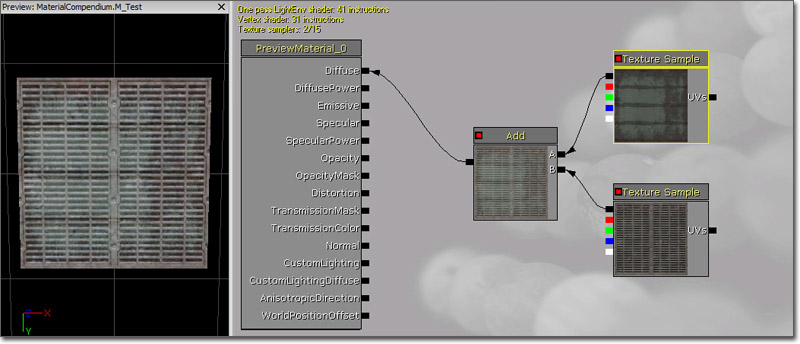 Preview: MaterialCompendium.M_Test
One pass LightEnv shader: 41 instructions
Vertex shader: 31 instructions
Texture samplers: 2/15
PreviewMaterial_0
Diffuse
DiffusePower
Emissive
Specular
SpecularPower
Opacity
OpacityMask
Distortion
TransmissionMask
TransmissionColor
Normal
CustomLighting
CustomLightingDiffuse
AnisotropicDirection
WorldPositionOffset
Add
A
B
Texture Sample
UVs
Texture Sample
UVs
X
Y